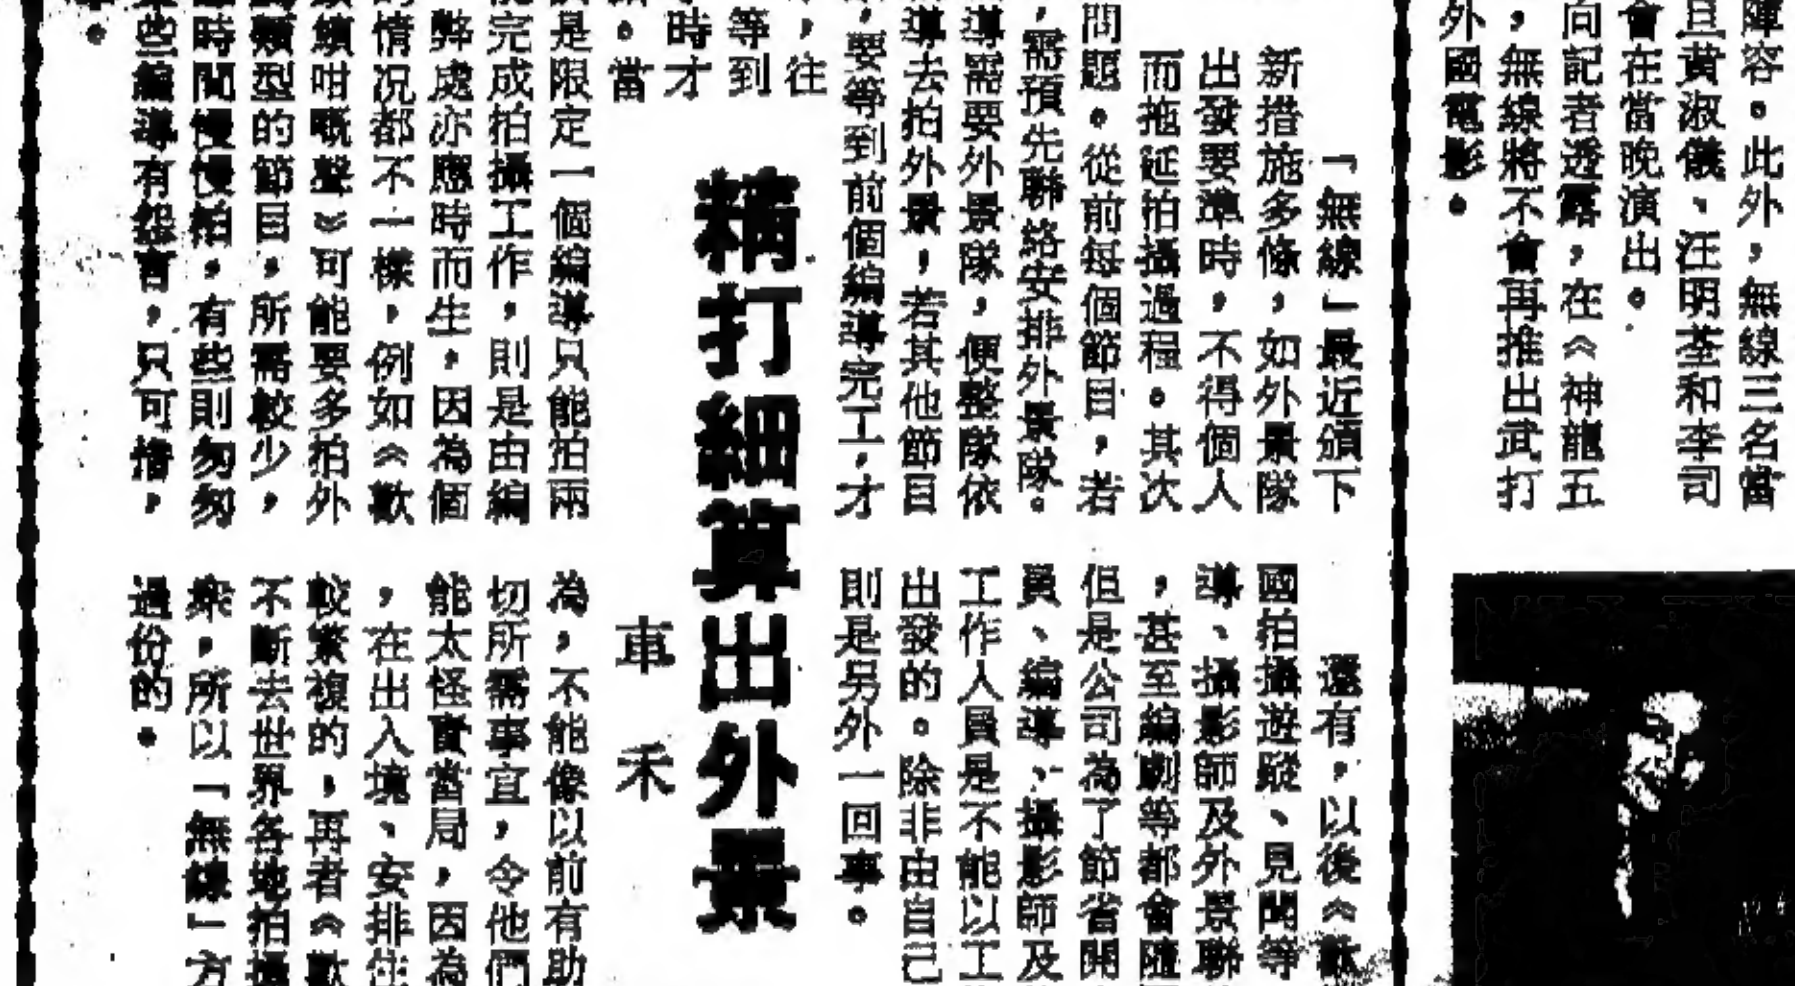 陣容。此外，無線三名當
旦黃淑儀、汪明荃和李司
會在當晚演出。
向記者透露，在《神龍五
，無線將不會再推出武打
外國電影。
精打細算出外景
車禾
「無線」最近頒下
新措施多條，如外景隊
出發要準時，不得個人
而拖延拍攝過程。其次
問題。從前每個節目，若
，需預先聯絡安排外景隊。
導需要外景隊，便整隊依
導去拍外景，若其他節目
，要等到前個編導完工，才
，往
等到
時才
。當
是限定一個編導只能拍兩
能完成拍攝工作，則是由編
弊處亦應時而生。因為個
的情況都不一樣，例如《歡
續咁嘅聲》可能要多拍外
類型的節目，所需較少，
時間慢慢拍，有些則匆匆
些編導有怨言，只可惜，
。
還有，以後《歡
國拍攝遊蹤、見聞等
導、攝影師及外景聯
，甚至編劇等都會隨
但是公司為了節省開
員、編導、攝影師及
工作人員是不能以工
出發的。除非由自己
則是另外一回事。
為，不能像以前有助
切所需事宜，令他們
能太怪責當局，因為
，在出入境、安排住
較繁複的，再者《歡
不斷去世界各地拍攝
衆，所以「無線」方
過份的。